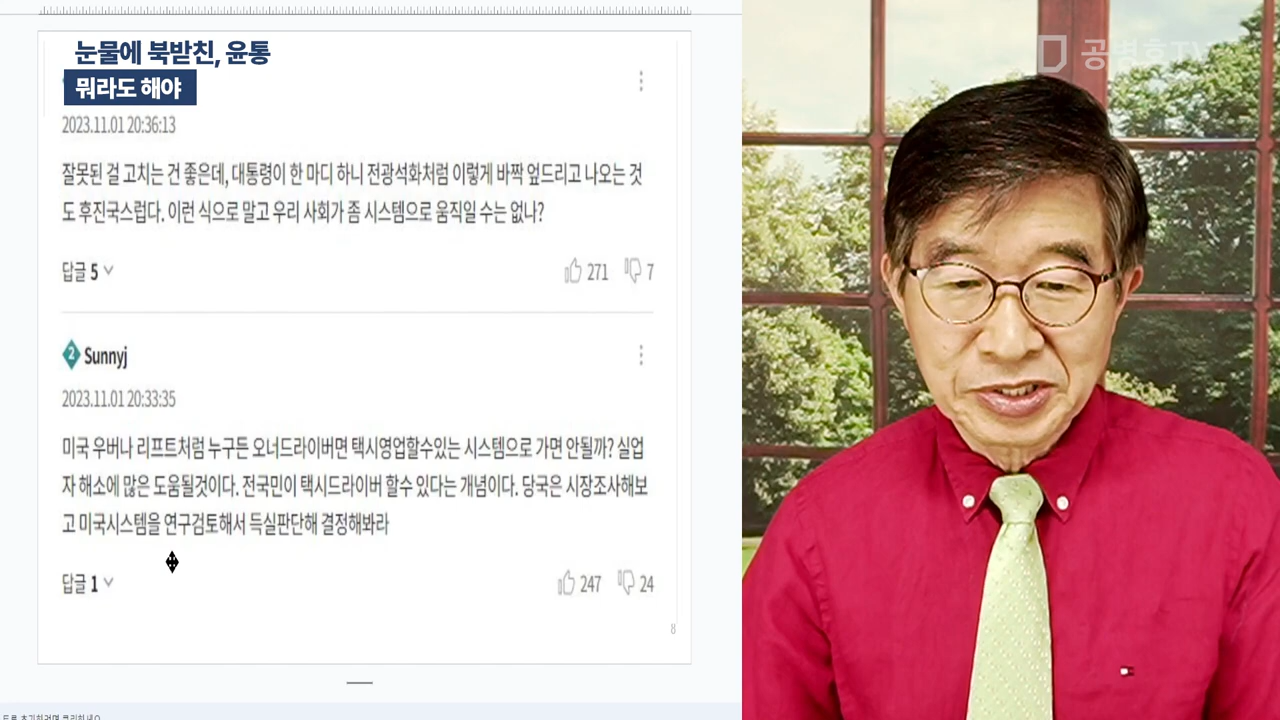 눈물에 북받친, 윤통
뭐라도 해야
공병호TV
2023.11.01 20:36:13
잘못된 걸 고치는 건 좋은데, 대통령이 한 마디 하니 전광석화처럼 이렇게 바짝 엎드리고 나오는 것
도 후진국스럽다. 이런 식으로 말고 우리 사회가 좀 시스템으로 움직일 수는 없나?
답글 5
271 7
2 Sunnyj
2023.11.01 20:33:35
미국 우버나 리프트처럼 누구든 오너드라이버면 택시영업할수있는 시스템으로 가면 안될까? 실업
자 해소에 많은 도움될것이다. 전국민이 택시드라이버 할수 있다는 개념이다. 당국은 시장조사해보
고 미국시스템을 연구검토해서 득실판단해 결정해봐라
답글 1
247 24
8